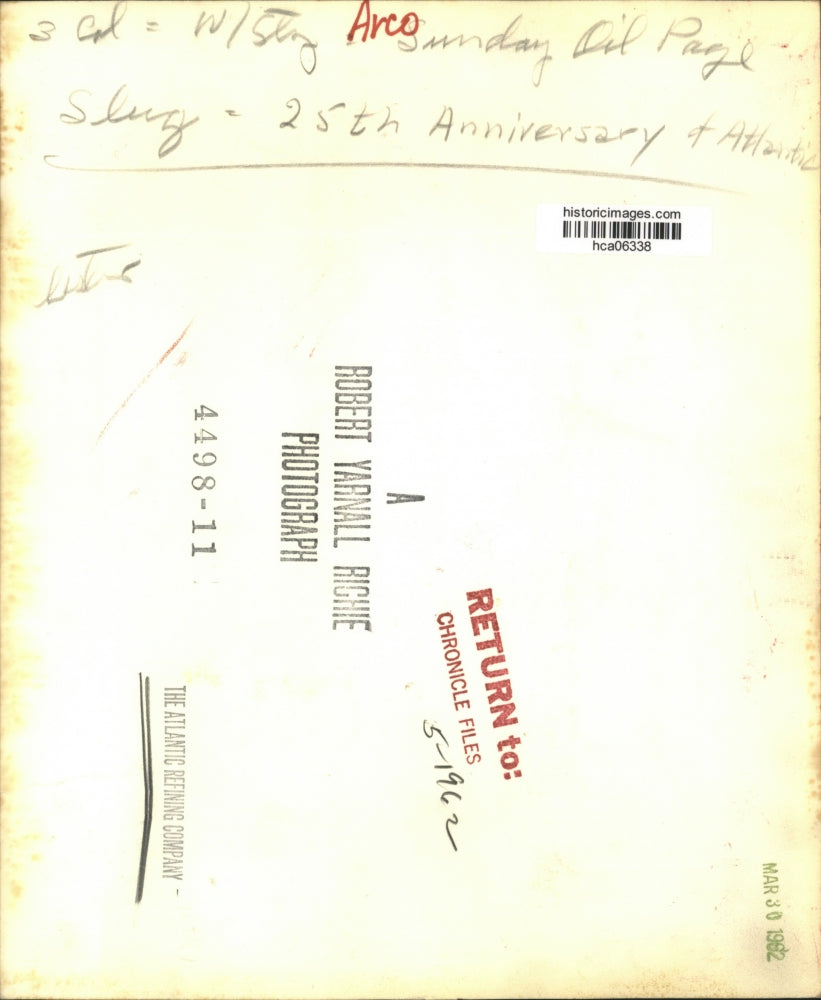 3 Col = W/Story Arco Sunday Oil Page
Slug = 25th Anniversary of Atlantic
historicimages.com
hca06338
A
ROBERT YARNALL RICHIE
PHOTOGRAPH
4498-11
RETURN to:
CHRONICLE FILES
5-1962
THE ATLANTIC REFINING COMPANY -
MAR 30 1962